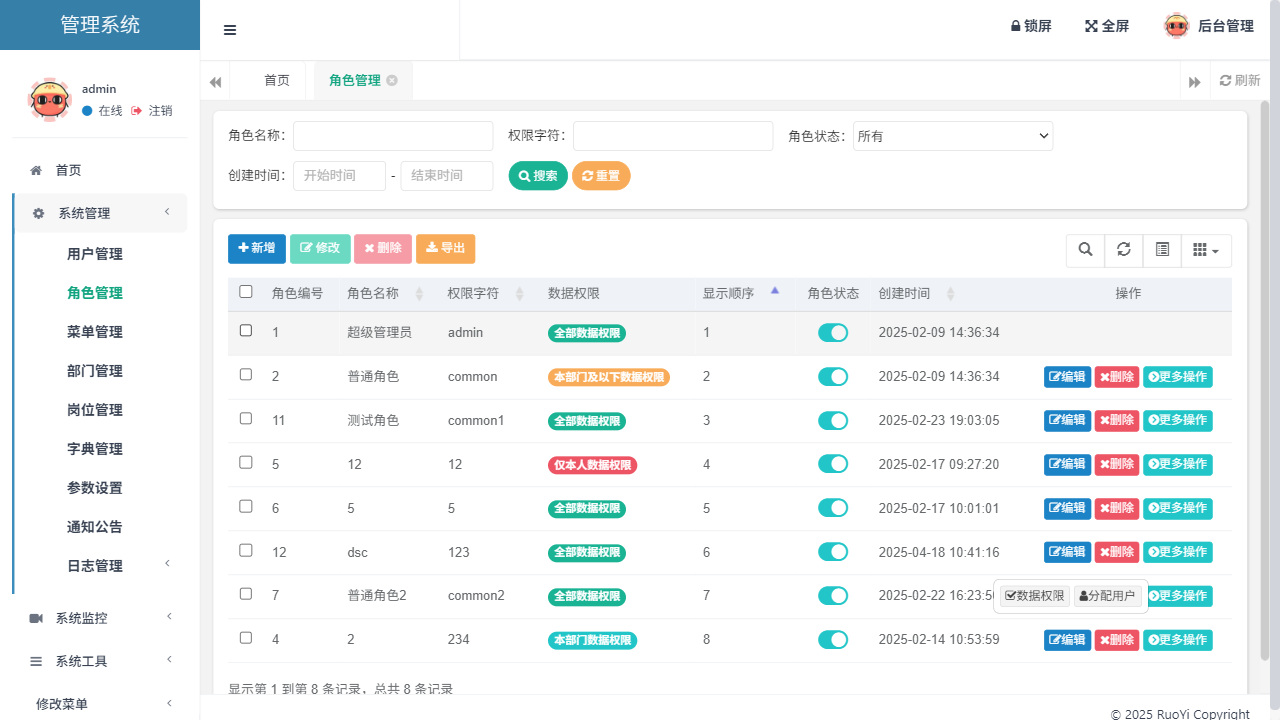 管理系统
锁屏 全屏 后台管理
admin
在线 注销
首页 角色管理 刷新
首页
系统管理
用户管理
角色管理
菜单管理
部门管理
岗位管理
字典管理
参数设置
通知公告
日志管理
系统监控
系统工具
修改菜单
角色名称: 权限字符: 角色状态: 所有
创建时间: 开始时间 - 结束时间 搜索 重置
新增 修改 删除 导出
角色编号 角色名称 权限字符 数据权限 显示顺序 角色状态 创建时间 操作
1 超级管理员 admin 全部数据权限 1 2025-02-09 14:36:34
2 普通角色 common 本部门及以下数据权限 2 2025-02-09 14:36:34 编辑 删除 更多操作
11 测试角色 common1 全部数据权限 3 2025-02-23 19:03:05 编辑 删除 更多操作
5 12 12 仅本人数据权限 4 2025-02-17 09:27:20 编辑 删除 更多操作
6 5 5 全部数据权限 5 2025-02-17 10:01:01 编辑 删除 更多操作
12 dsc 123 全部数据权限 6 2025-04-18 10:41:16 编辑 删除 更多操作
7 普通角色2 common2 全部数据权限 7 2025-02-22 16:23:5 数据权限 分配用户 更多操作
4 2 234 本部门数据权限 8 2025-02-14 10:53:59 编辑 删除 更多操作
显示第 1 到第 8 条记录，总共 8 条记录
© 2025 RuoYi Copyright